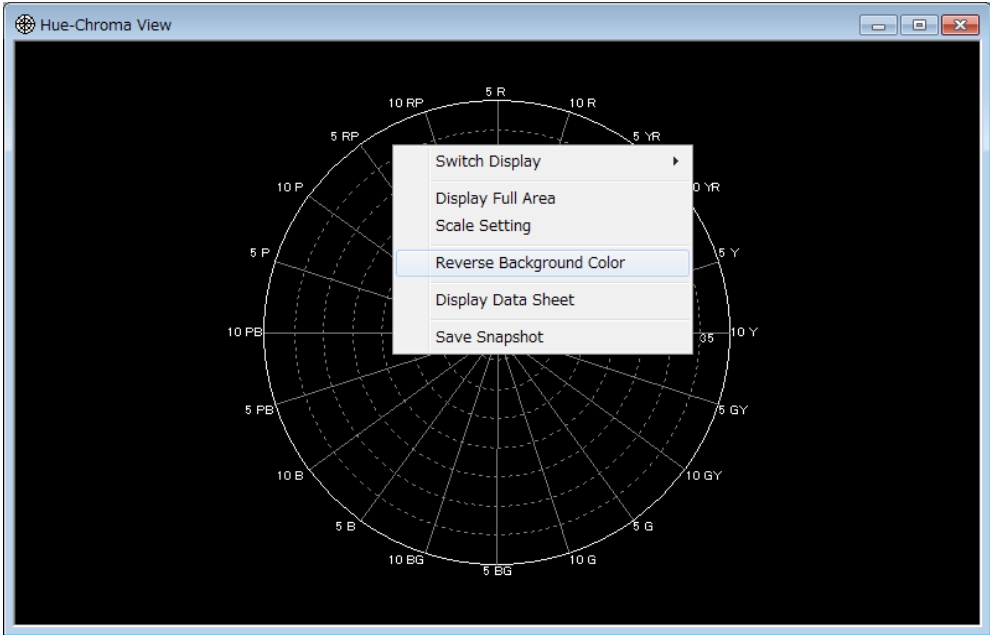 Hue-Chroma View
5 R
10 RP
10 R
5 RP
5 YR
Switch Display
10 P
0 YR
Display Full Area
Scale Setting
5 P
5 Y
Reverse Background Color
Display Data Sheet
10 PB
35
10 Y
Save Snapshot
5 PB
5 GY
10 B
10 GY
5 B
5 G
10 BG
10 G
5 BG